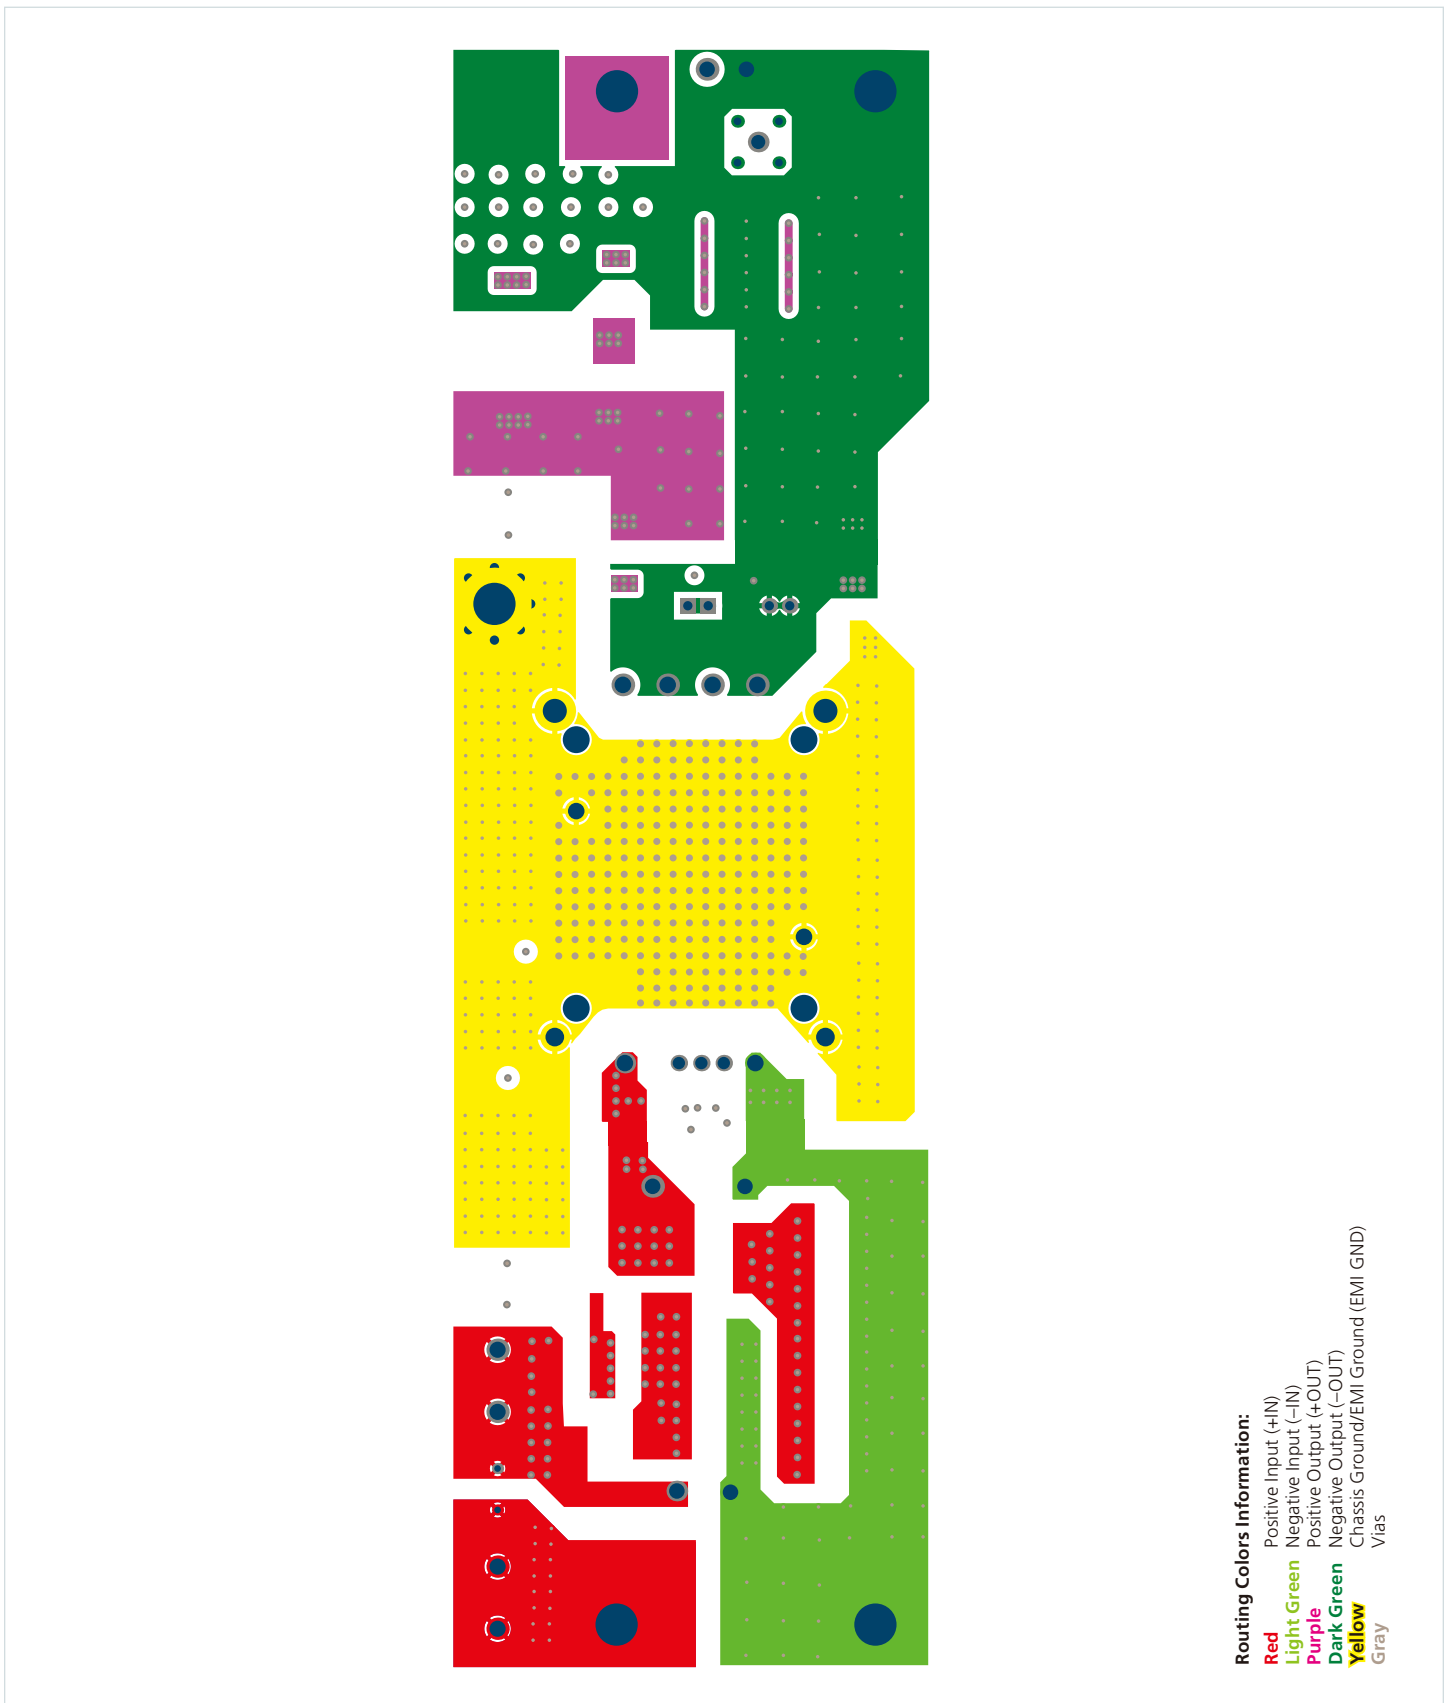 Routing Colors Information:
Red Positive Input (+IN)
Light Green Negative Input (–IN)
Purple Positive Output (+OUT)
Dark Green Negative Output (–OUT)
Yellow Chassis Ground/EMI Ground (EMI GND)
Gray Vias